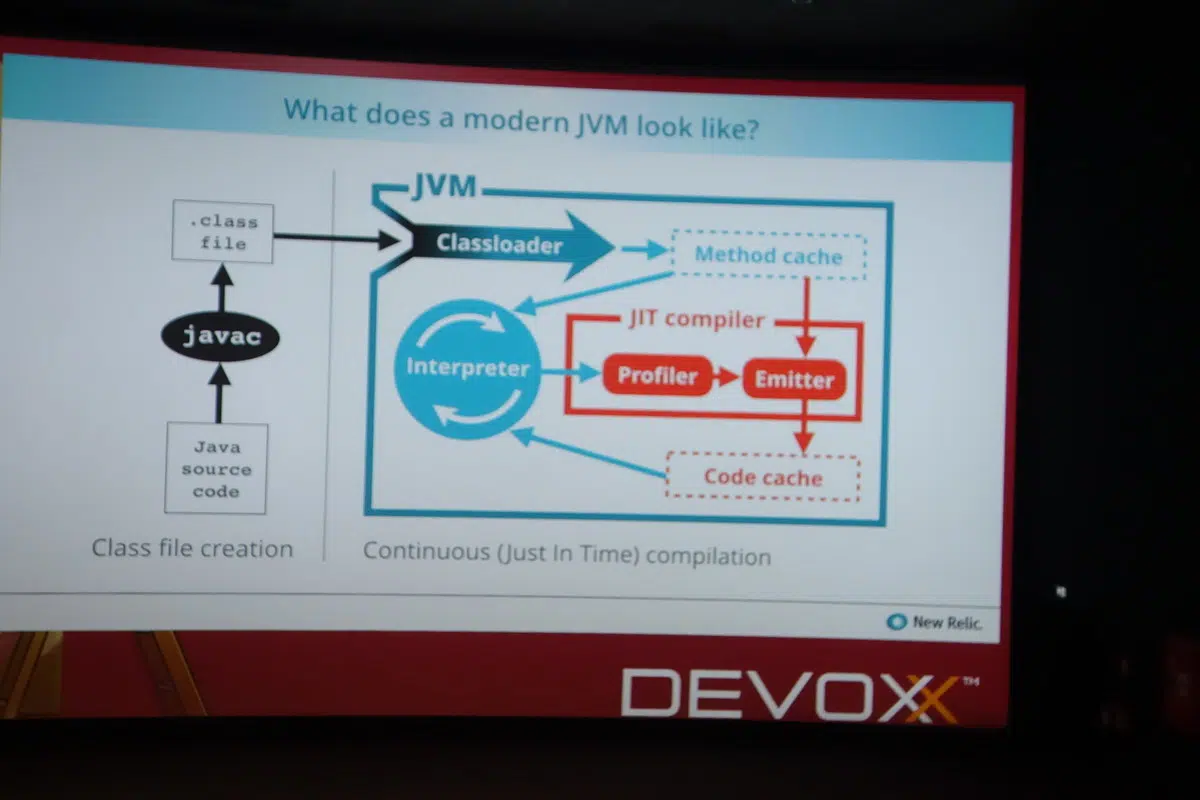 What does a modern JVM look like?
.class
file
javac
Java
source
code
Class file creation
JVM
Classloader
Method cache
Interpreter
JIT compiler
Profiler
Emitter
Code cache
Continuous (Just In Time) compilation
New Relic.
DEVOXX™